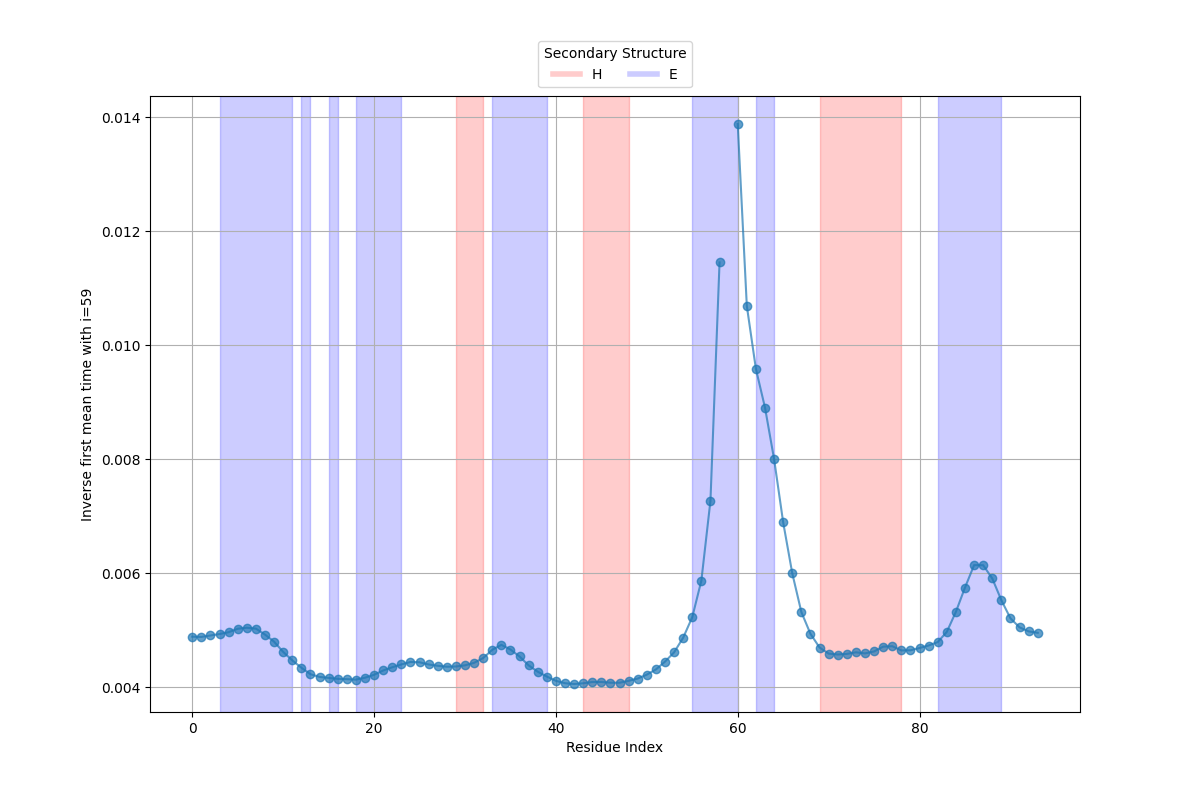 Secondary Structure
H E
0.014
0.012
0.010
0.008
0.006
0.004
Inverse first mean time with i=59
0 20 40 60 80
Residue Index